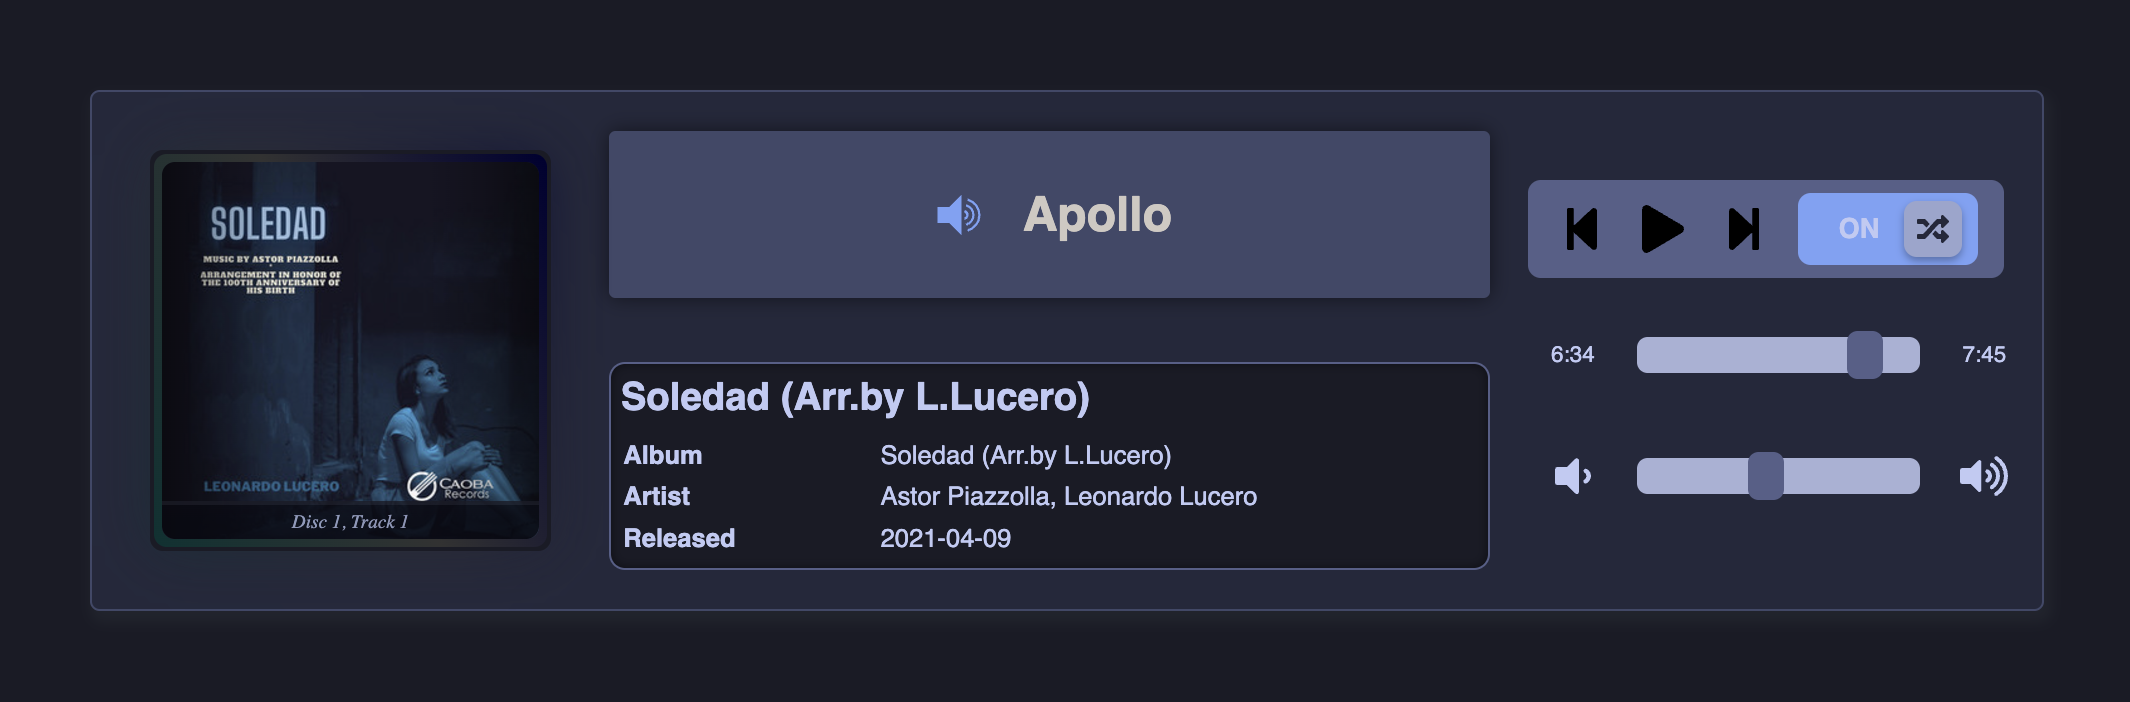 SOLEDAD
MUSIC BY ASTOR PIAZZOLLA
ARRANGEMENT IN HONOR OF
THE 100TH ANNIVERSARY OF
HIS BIRTH
LEONARDO LUCERO
CAOBA
Records
Disc 1, Track 1
Apollo
Soledad (Arr.by L.Lucero)
Album Soledad (Arr.by L.Lucero)
Artist Astor Piazzolla, Leonardo Lucero
Released 2021-04-09
ON
6:34 7:45